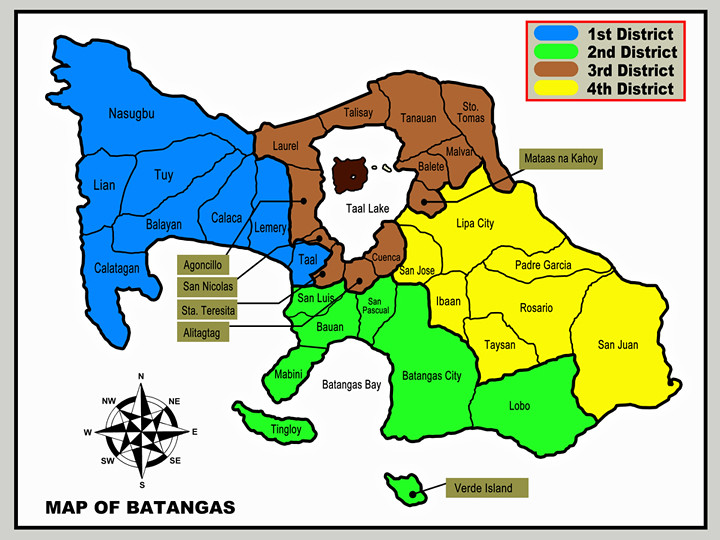 1st District
2nd District
3rd District
4th District
Nasugbu
Talisay
Tanauan
Sto.
Tomas
Laurel
Malvar
Balete
Mataas na Kahoy
Lian
Tuy
Taal Lake
Balayan
Calaca
Lemery
Lipa City
Calatagan
Agoncillo
Taal
Cuenca
San Jose
Padre Garcia
San Nicolas
Sta. Teresita
Alitagtag
San Luis
San
Pascual
Ibaan
Rosario
Bauan
Taysan
San Juan
Mabini
Batangas Bay
Batangas City
Lobo
Tingloy
N
NW
NE
W
E
SW
SE
S
Verde Island
MAP OF BATANGAS